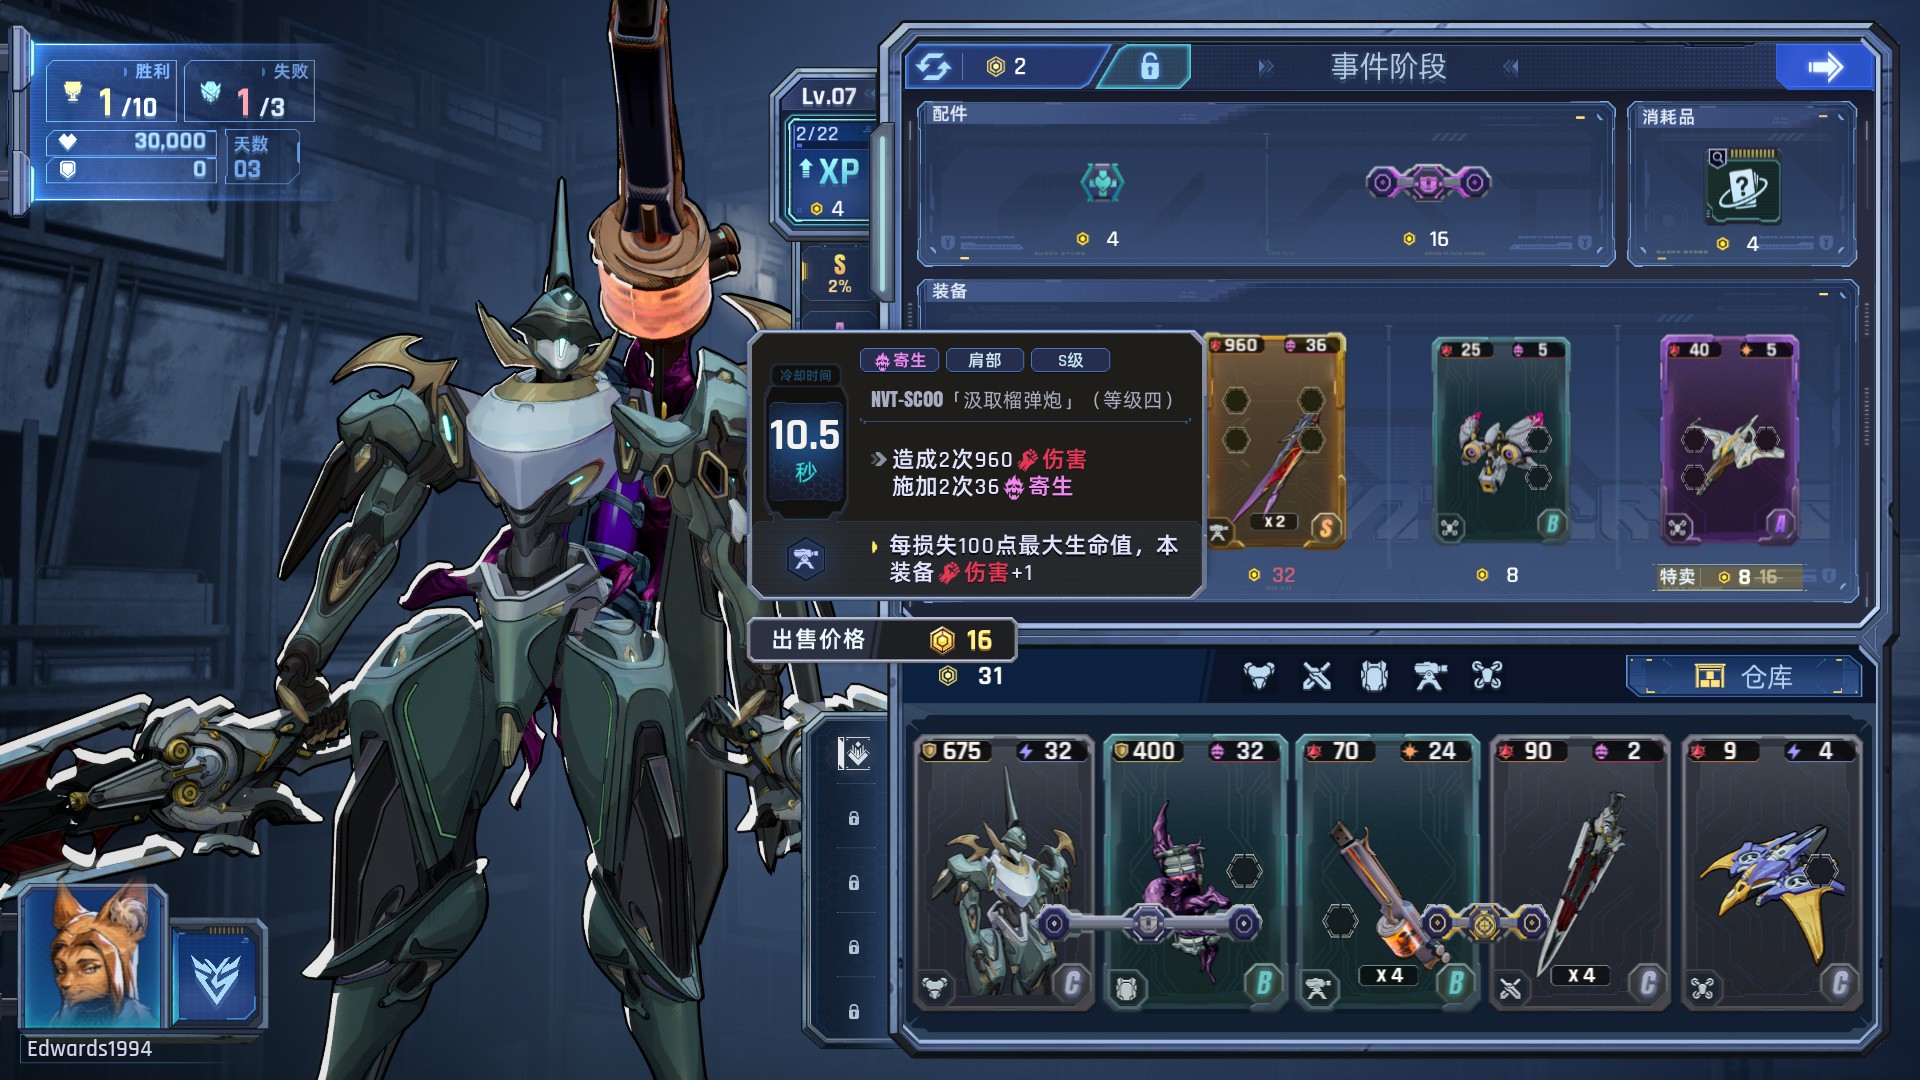 胜利
1/10
失败
1/3
30,000
0
天数
03
Lv.07
2/22
XP
4
S
2%
2
事件阶段
配件
4
16
消耗品
4
装备
960
36
x2
S
32
25
5
B
8
40
5
A
特卖
8 16
寄生
肩部
S级
冷却时间
10.5
秒
NVT-SC00「汲取榴弹炮」（等级四）
造成2次960伤害
施加2次36寄生
每损失100点最大生命值，本
装备伤害+1
出售价格
16
31
仓库
675
32
C
400
32
B
70
24
x4
B
90
2
x4
C
9
4
C
Edwards1994